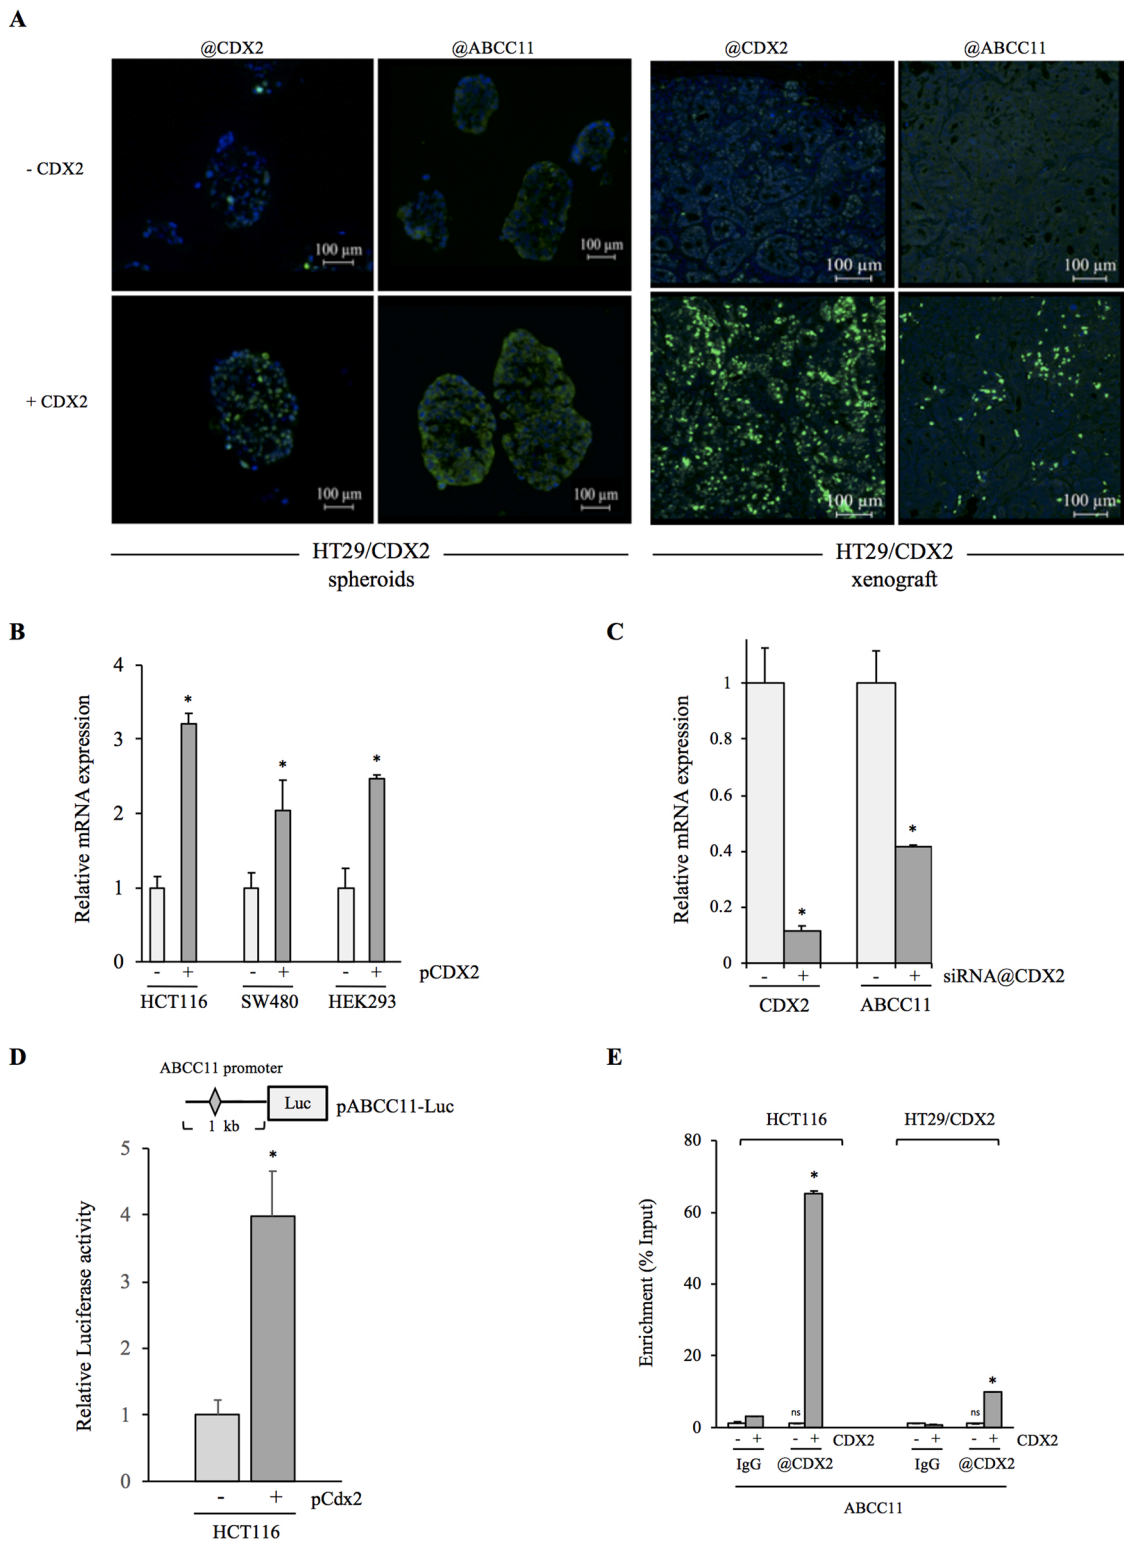 A
@CDX2 @ABCC11 @CDX2 @ABCC11
- CDX2
100 µm 100 µm 100 µm 100 µm
+ CDX2
100 µm 100 µm 100 µm 100 µm
HT29/CDX2 HT29/CDX2
spheroids xenograft
B
4
3
2
1
0
Relative mRNA expression
* * *
- + - + - + pCDX2
HCT116 SW480 HEK293
C
1
0.8
0.6
0.4
0.2
0
Relative mRNA expression
* *
- + - + siRNA@CDX2
CDX2 ABCC11
D
ABCC11 promoter
Luc pABCC11-Luc
1 kb
5
4
3
2
1
0
Relative Luciferase activity
*
- + pCdx2
HCT116
E
HCT116 HT29/CDX2
80
60
40
20
0
Enrichment (% Input)
* *
ns ns
- + - + CDX2 - + - + CDX2
IgG @CDX2 IgG @CDX2
ABCC11